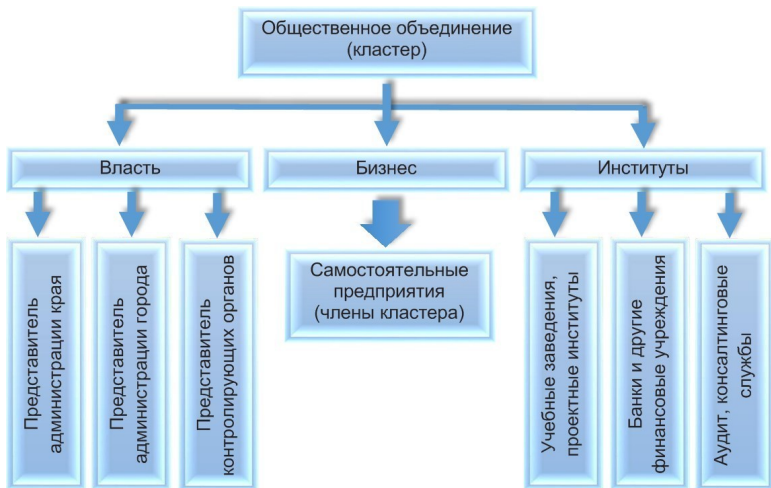 Общественное объединение
(кластер)
Власть
Бизнес
Институты
Представитель
администрации края
Представитель
администрации города
Представитель
контролирующих органов
Самостоятельные
предприятия
(члены кластера)
Учебные заведения,
проектные институты
Банки и другие
финансовые учреждения
Аудит, консалтинговые
службы